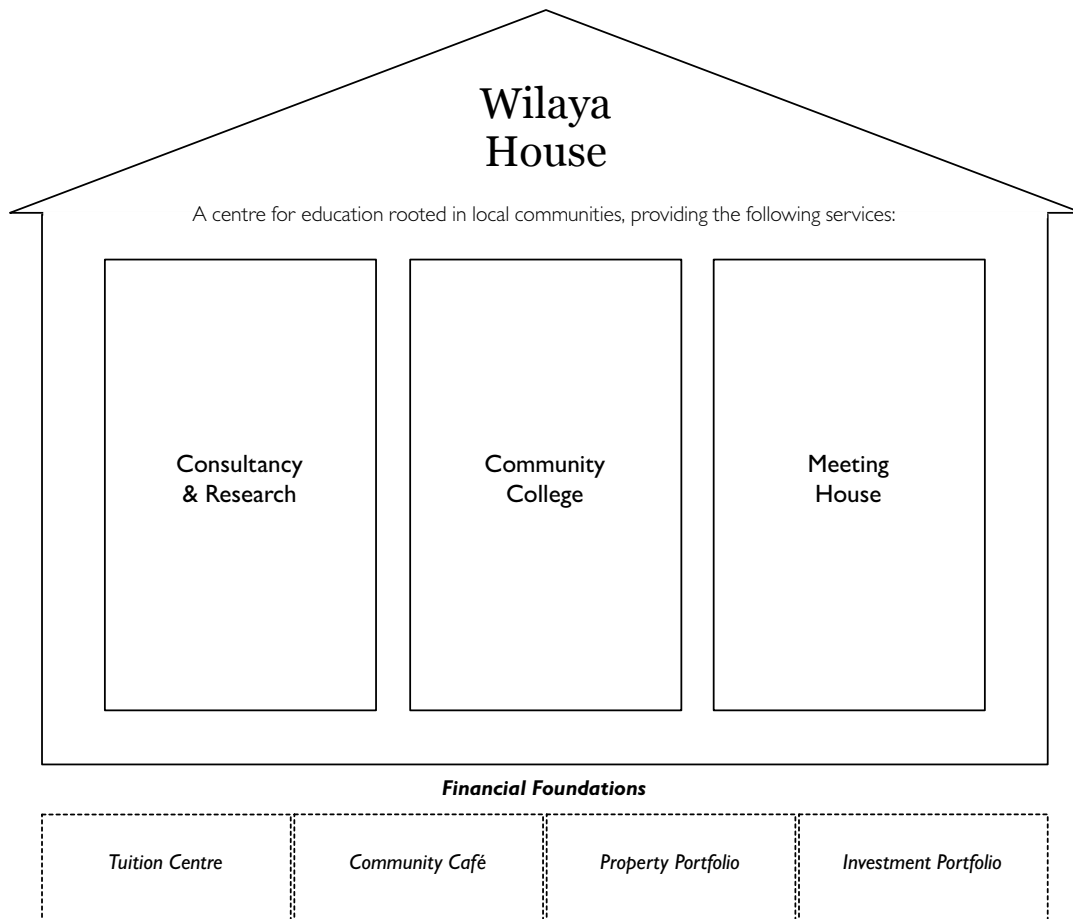 Wilaya
House
A centre for education rooted in local communities, providing the following services:
Consultancy
& Research
Community
College
Meeting
House
Financial Foundations
Tuition Centre
Community Café
Property Portfolio
Investment Portfolio